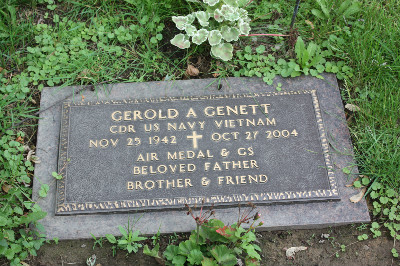 GEROLD A GENETT
CDR US NAVY VIETNAM
NOV 25 1942 OCT 27 2004
AIR MEDAL & GS
BELOVED FATHER
BROTHER & FRIEND